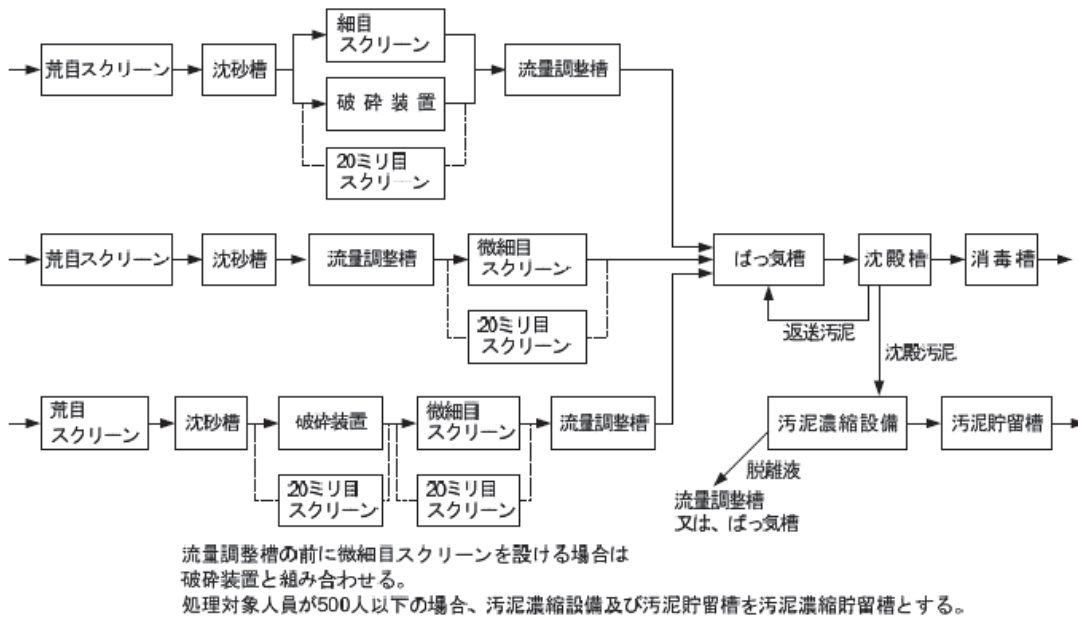 細目
スクリーン
荒目スクリーン
沈砂槽
流量調整槽
破砕装置
20ミリ目
スクリーン
荒目スクリーン
沈砂槽
流量調整槽
微細目
スクリーン
ばっ気槽
沈殿槽
消毒槽
20ミリ目
スクリーン
返送汚泥
沈殿汚泥
荒目
スクリーン
沈砂槽
破砕装置
微細目
スクリーン
流量調整槽
汚泥濃縮設備
汚泥貯留槽
20ミリ目
スクリーン
20ミリ目
スクリーン
脱離液
流量調整槽
又は、ばっ気槽
流量調整槽の前に微細目スクリーンを設ける場合は
破砕装置と組み合わせる。
処理対象人員が500人以下の場合、汚泥濃縮設備及び汚泥貯留槽を汚泥濃縮貯留槽とする。